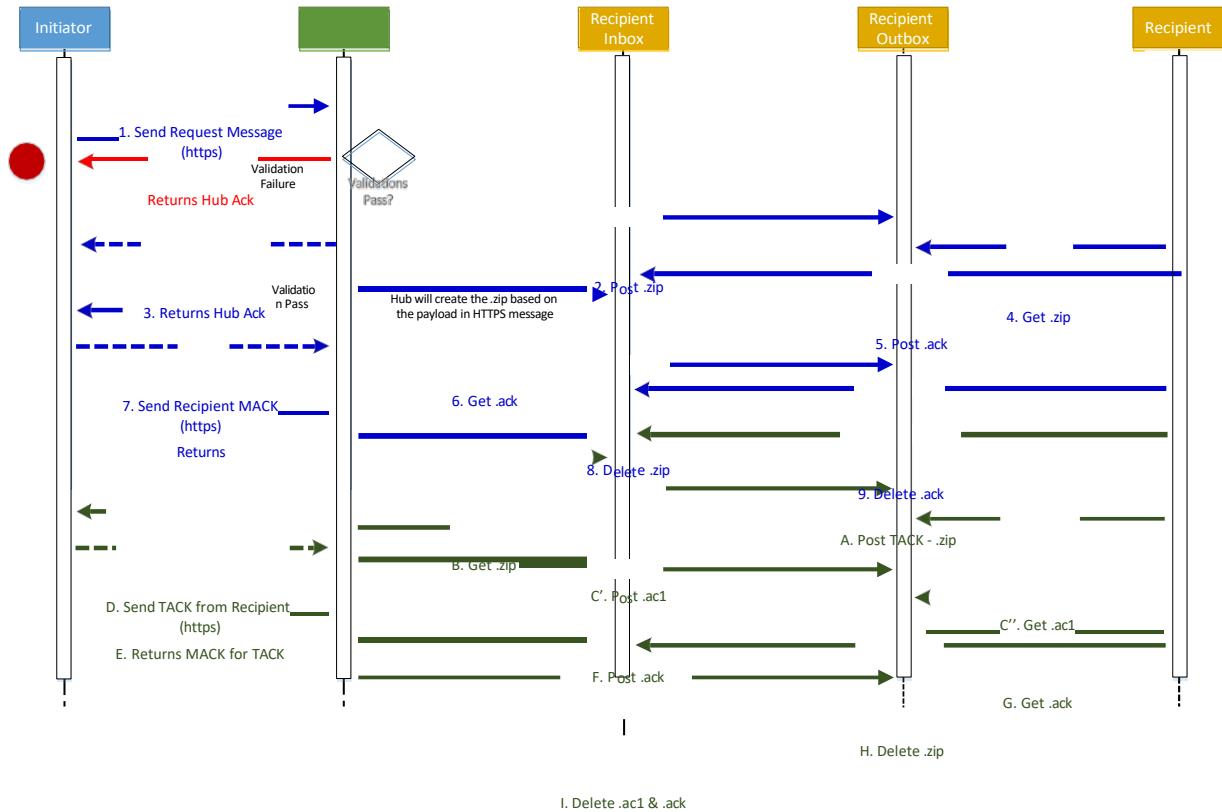 Initiator
Recipient
Inbox
Recipient
Outbox
Recipient
1. Send Request Message
(https)
Validation
Failure
Validations
Pass?
Returns Hub Ack
Validatio
n Pass
2. Post .zip
Hub will create the .zip based on
the payload in HTTPS message
3. Returns Hub Ack
4. Get .zip
5. Post .ack
6. Get .ack
7. Send Recipient MACK
(https)
Returns
8. Delete .zip
9. Delete .ack
A. Post TACK - .zip
B. Get .zip
C'. Post .ac1
D. Send TACK from Recipient
(https)
C''. Get .ac1
E. Returns MACK for TACK
F. Post .ack
G. Get .ack
H. Delete .zip
I. Delete .ac1 & .ack